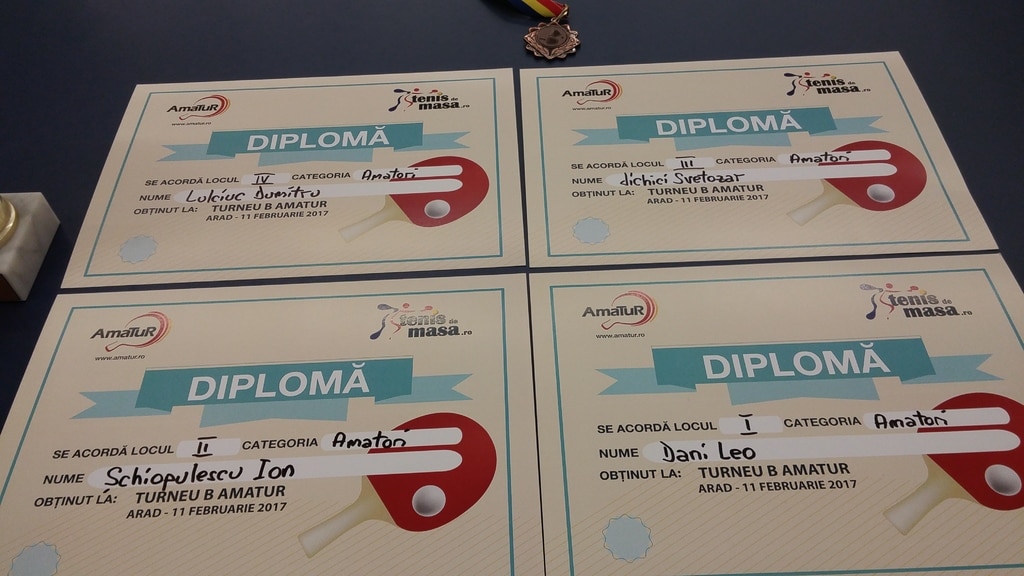 AmaTuR
www.amatur.ro
tenis de
masa.ro
DIPLOMĂ
SE ACORDĂ LOCUL IV CATEGORIA Amatori
NUME Lulciuc Dumitru
OBȚINUT LA: TURNEU B AMATUR
ARAD - 11 FEBRUARIE 2017
AmaTuR
www.amatur.ro
tenis de
masa.ro
DIPLOMĂ
SE ACORDĂ LOCUL III CATEGORIA Amatori
NUME dichici Svetozar
OBȚINUT LA: TURNEU B AMATUR
ARAD - 11 FEBRUARIE 2017
AmaTuR
www.amatur.ro
tenis de
masa.ro
DIPLOMĂ
SE ACORDĂ LOCUL II CATEGORIA Amatori
NUME Schiopulescu Ion
OBȚINUT LA: TURNEU B AMATUR
ARAD - 11 FEBRUARIE 2017
AmaTuR
www.amatur.ro
tenis de
masa.ro
DIPLOMĂ
SE ACORDĂ LOCUL I CATEGORIA Amatori
NUME Dani Leo
OBȚINUT LA: TURNEU B AMATUR
ARAD - 11 FEBRUARIE 2017